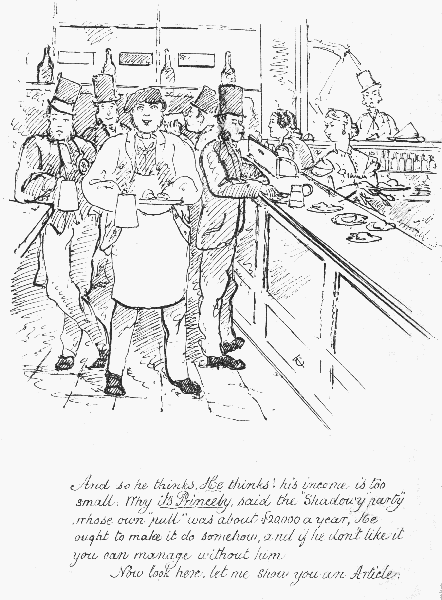 And so he thinks. He thinks! his income is too
small. Why its Princely, said the "Shadowy party"
whose own "pull" was about $20000 a year, He
ought to make it do somehow, and if he don't like it
you can manage without him.
Now look here, let me show you an Article.